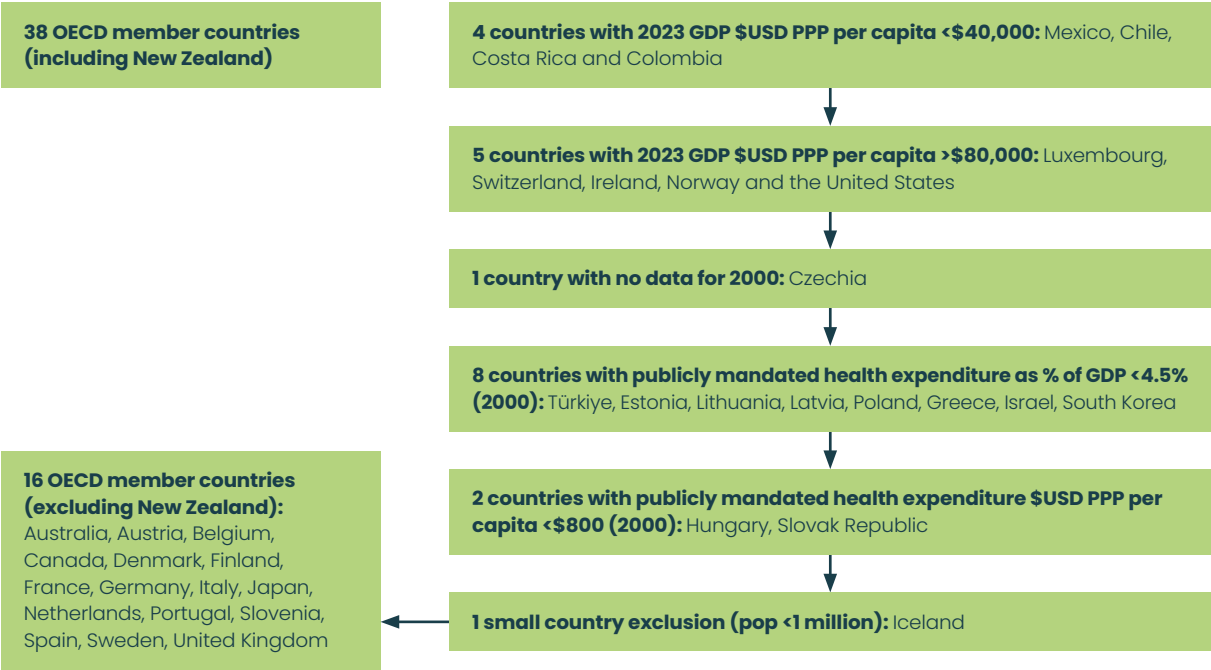 38 OECD member countries
(including New Zealand)
4 countries with 2023 GDP $USD PPP per capita <$40,000: Mexico, Chile,
Costa Rica and Colombia
5 countries with 2023 GDP $USD PPP per capita >$80,000: Luxembourg,
Switzerland, Ireland, Norway and the United States
1 country with no data for 2000: Czechia
8 countries with publicly mandated health expenditure as % of GDP <4.5%
(2000): Türkiye, Estonia, Lithuania, Latvia, Poland, Greece, Israel, South Korea
2 countries with publicly mandated health expenditure $USD PPP per
capita <$800 (2000): Hungary, Slovak Republic
1 small country exclusion (pop <1 million): Iceland
16 OECD member countries
(excluding New Zealand):
Australia, Austria, Belgium,
Canada, Denmark, Finland,
France, Germany, Italy, Japan,
Netherlands, Portugal, Slovenia,
Spain, Sweden, United Kingdom